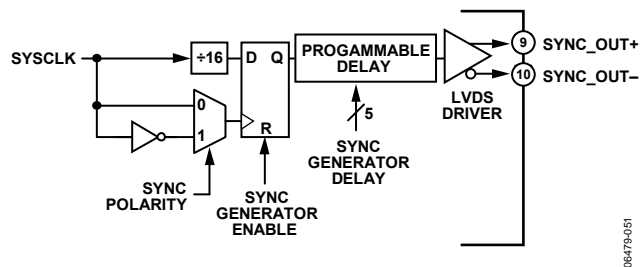 SYSCLK
÷16
D
Q
R
0
1
SYNC
POLARITY
SYNC
GENERATOR
ENABLE
PROGAMMABLE
DELAY
5
SYNC
GENERATOR
DELAY
LVDS
DRIVER
9
SYNC_OUT+
10
SYNC_OUT–
06479-051